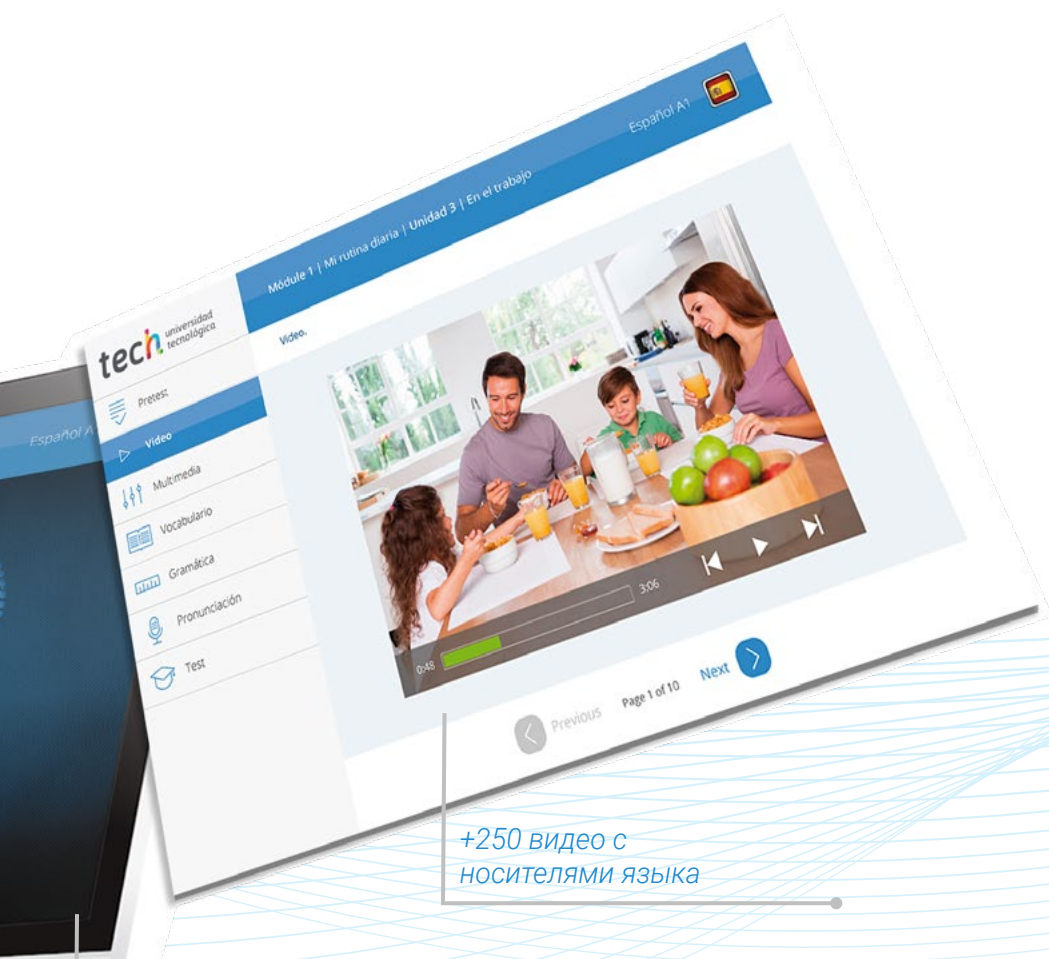 Español A1
Módule 1 | Mi rutina diaria | Unidad 3 | En el trabajo
tech universidad
tecnológica
Video.
Pretest
Video
Multimedia
Vocabulario
Gramática
Pronunciación
Test
Español A
0:48
3:06
Previous
Page 1 of 10
Next
+250 видео с
носителями языка